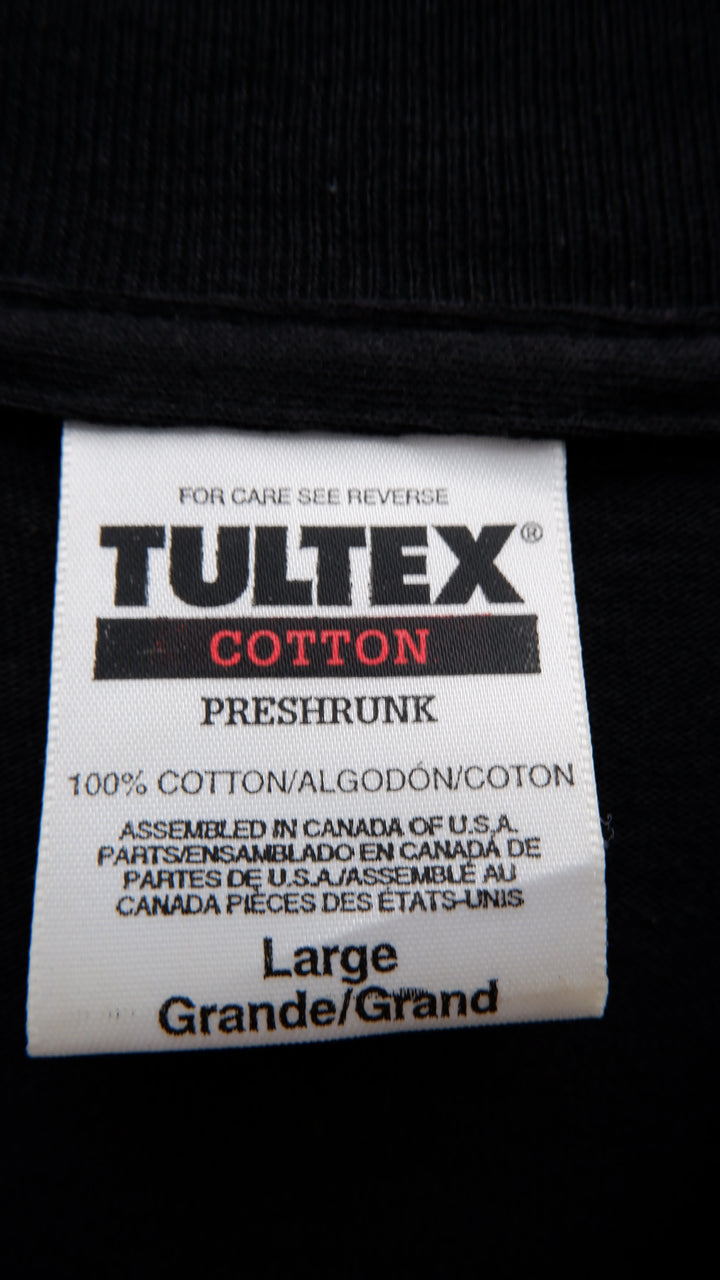 FOR CARE SEE REVERSE
TULTEX®
COTTON
PRESHRUNK
100% COTTON/ALGODÓN/COTON
ASSEMBLED IN CANADA OF U.S.A.
PARTS/ENSAMBLADO EN CANADÁ DE
PARTES DE U.S.A./ASSEMBLÉ AU
CANADA PIÈCES DES ÉTATS-UNIS
Large
Grande/Grand